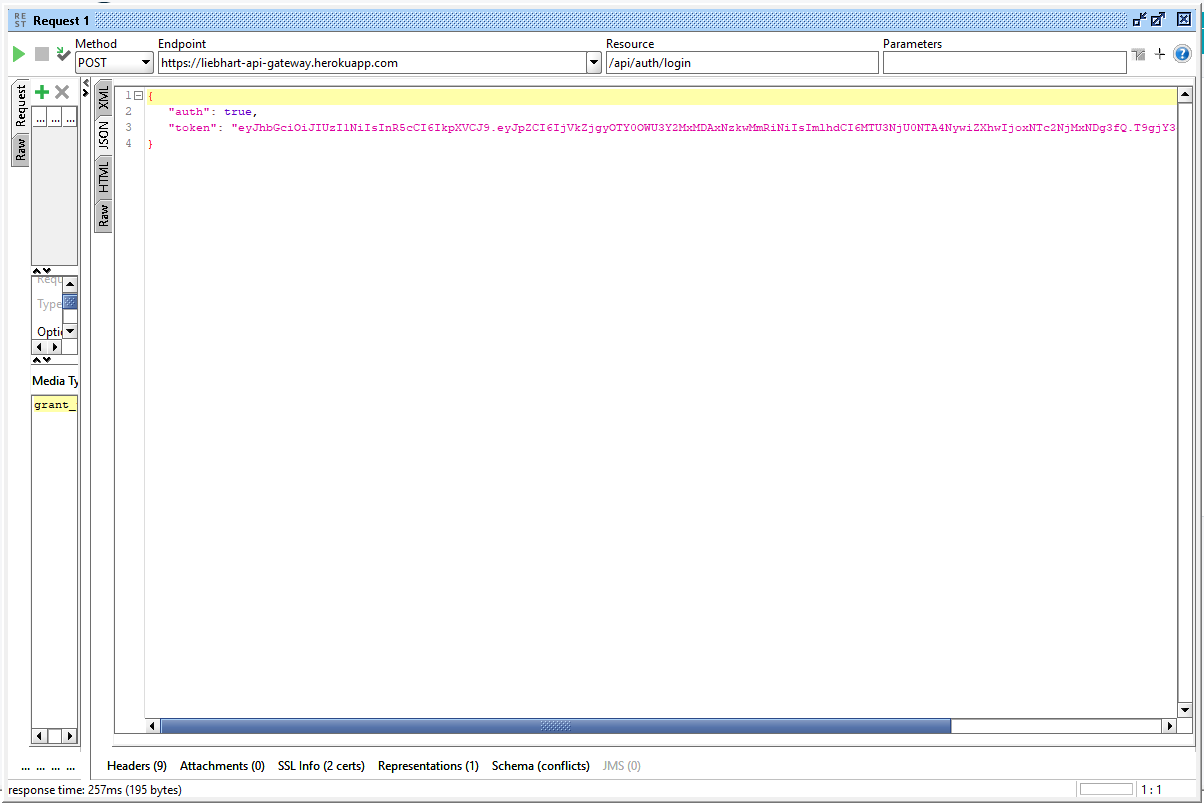 REST Request 1
Method Endpoint Resource Parameters
POST https://liebhart-api-gateway.herokuapp.com /api/auth/login
Request
Raw
... ... ...
XML
JSON
HTML
Raw
1 {
2 "auth": true,
3 "token": "eyJhbGciOiJIUzI1NiIsInR5cCI6IkpXVCJ9.eyJpZCI6IjVkZjgyOTY0OWU3Y2MxMDAxNzkwMmRiNiIsImlhdCI6MTU3NjU0NTA4NywiZXhwIjoxNTc2NjMxNDg3fQ.T9gjY3
4 }
Requ
Type
Optic
Media Ty
grant_
... ... ... ...
Headers (9) Attachments (0) SSL Info (2 certs) Representations (1) Schema (conflicts) JMS (0)
response time: 257ms (195 bytes) 1 : 1